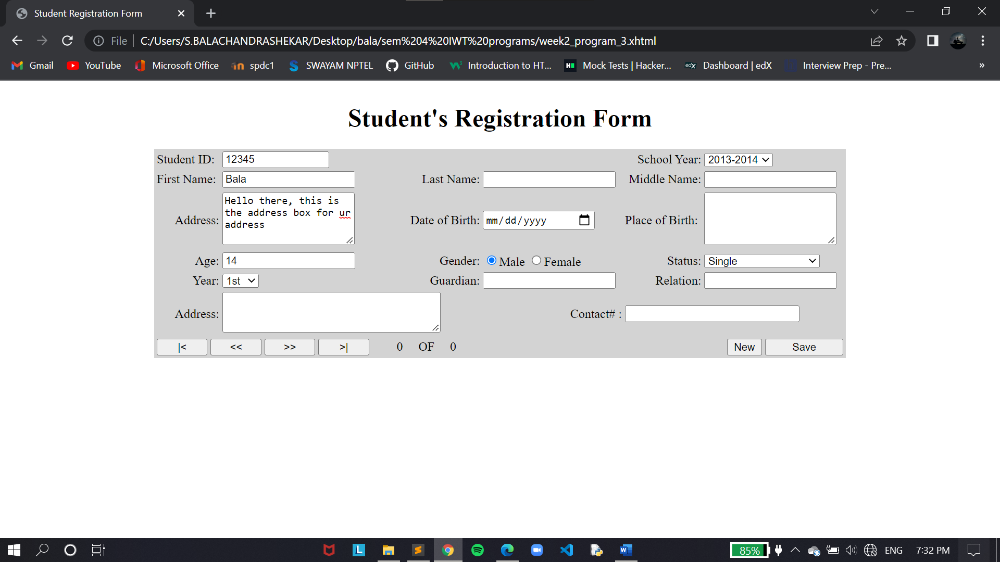 Student Registration Form
File C:/Users/S.BALACHANDRASHEKAR/Desktop/bala/sem%204%20IWT%20programs/week2_program_3.xhtml
Gmail YouTube Microsoft Office spdc1 SWAYAM NPTEL GitHub Introduction to HT... Mock Tests | Hacker... edX Dashboard | edX Interview Prep - Pre... »
Student's Registration Form
Student ID: 12345 School Year: 2013-2014
First Name: Bala Last Name: Middle Name:
Address: Hello there, this is
the address box for ur
address
Date of Birth: mm/dd/yyyy Place of Birth:
Age: 14 Gender: Male Female Status: Single
Year: 1st Guardian: Relation:
Address: Contact# :
|< << >> >| 0 OF 0 New Save
85% ENG 7:32 PM